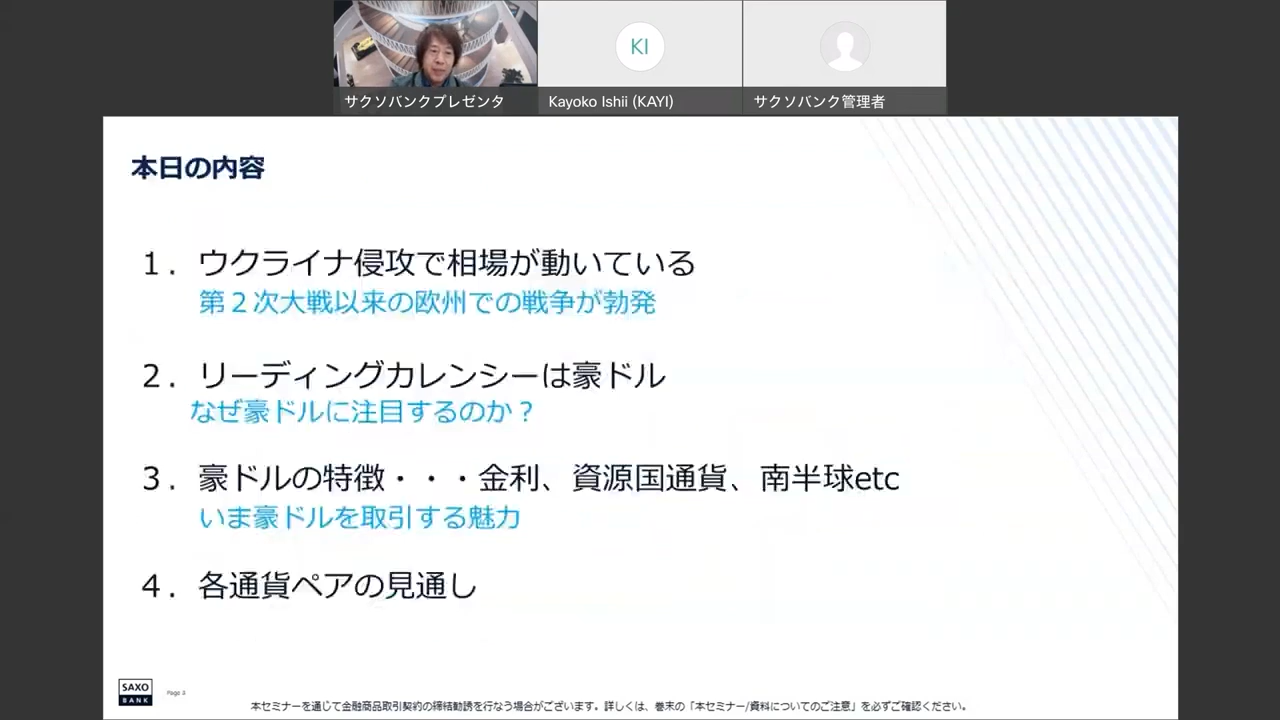 KI
サクソバンクプレゼンタ
Kayoko Ishii (KAYI)
サクソバンク管理者
本日の内容
１．ウクライナ侵攻で相場が動いている
第２次大戦以来の欧州での戦争が勃発
２．リーディングカレンシーは豪ドル
なぜ豪ドルに注目するのか？
３．豪ドルの特徴・・・金利、資源国通貨、南半球etc
いま豪ドルを取引する魅力
４．各通貨ペアの見通し
SAXO
BANK
Page 3
本セミナーを通じて金融商品取引契約の締結勧誘を行なう場合がございます。詳しくは、巻末の「本セミナー/資料についてのご注意」を必ずご確認ください。